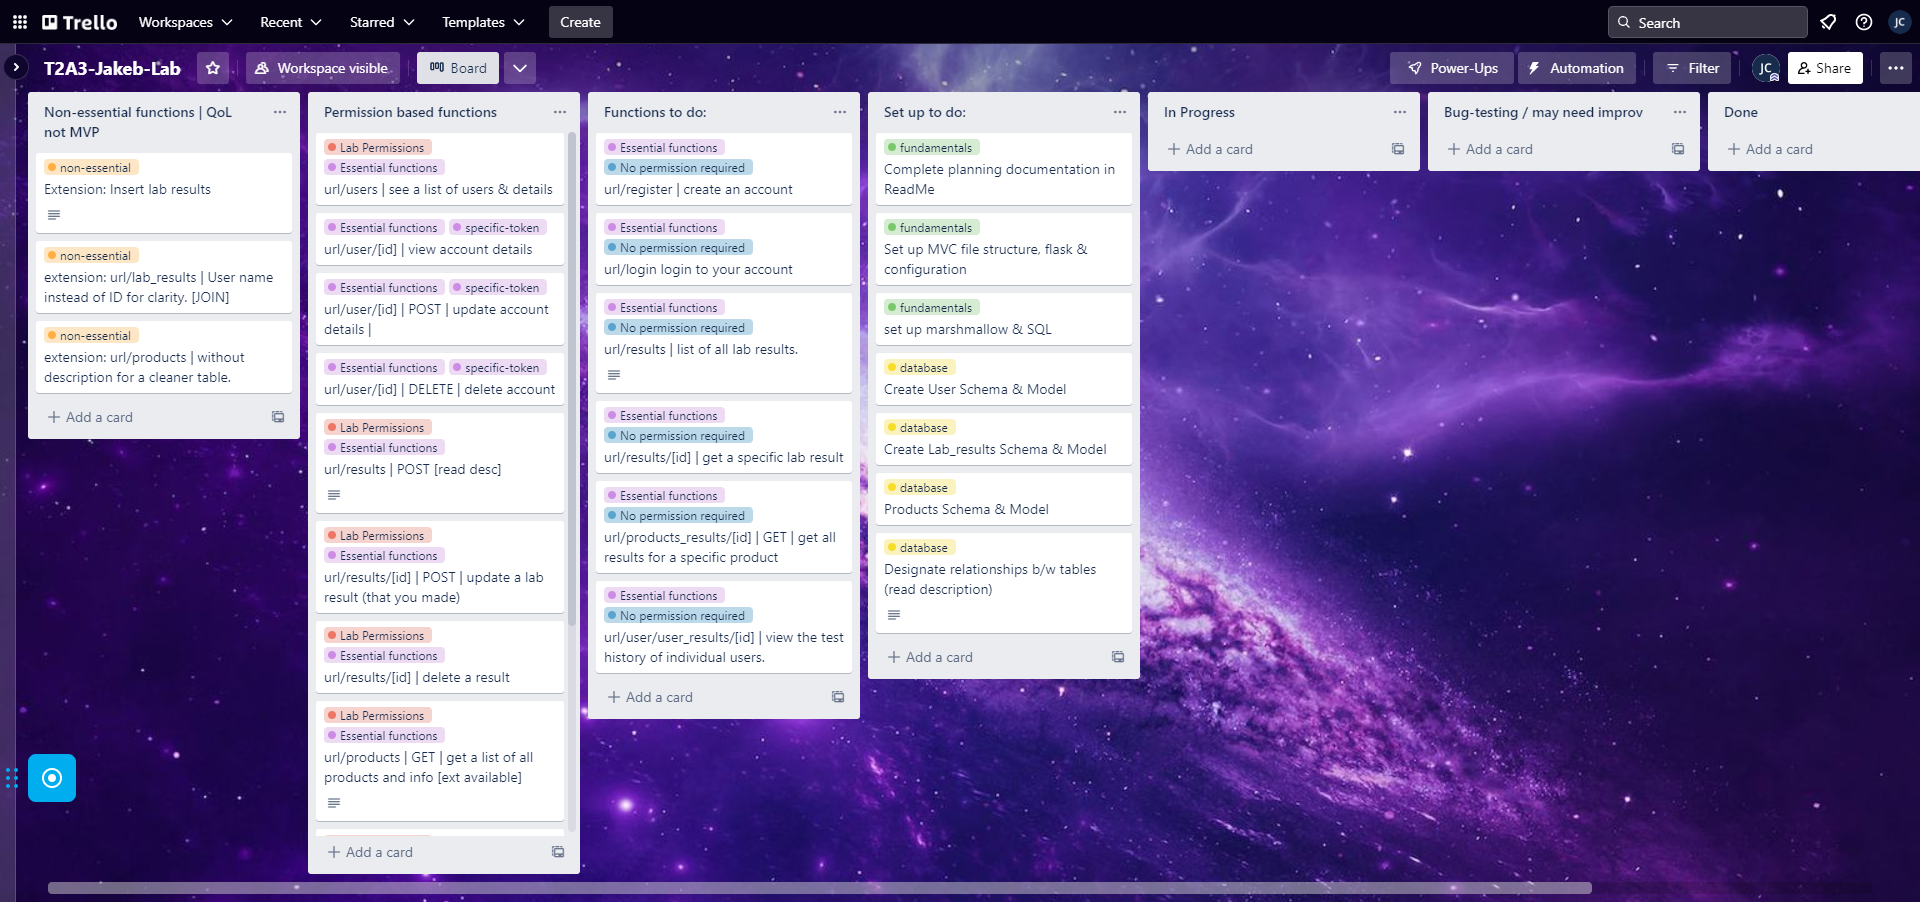 Trello
Workspaces
Recent
Starred
Templates
Create
Search
JC
T2A3-Jakeb-Lab
Workspace visible
Board
Power-Ups
Automation
Filter
JC
Share
Non-essential functions | QoL
not MVP
non-essential
Extension: Insert lab results
non-essential
extension: url/lab_results | User name
instead of ID for clarity. [JOIN]
non-essential
extension: url/products | without
description for a cleaner table.
Add a card
Permission based functions
Lab Permissions
Essential functions
url/users | see a list of users & details
Essential functions specific-token
url/user/[id] | view account details
Essential functions specific-token
url/user/[id] | POST | update account
details |
Essential functions specific-token
url/user/[id] | DELETE | delete account
Lab Permissions
Essential functions
url/results | POST [read desc]
Lab Permissions
Essential functions
url/results/[id] | POST | update a lab
result (that you made)
Lab Permissions
Essential functions
url/results/[id] | delete a result
Lab Permissions
Essential functions
url/products | GET | get a list of all
products and info [ext available]
Add a card
Functions to do:
Essential functions
No permission required
url/register | create an account
Essential functions
No permission required
url/login login to your account
Essential functions
No permission required
url/results | list of all lab results.
Essential functions
No permission required
url/results/[id] | get a specific lab result
Essential functions
No permission required
url/products_results/[id] | GET | get all
results for a specific product
Essential functions
No permission required
url/user/user_results/[id] | view the test
history of individual users.
Add a card
Set up to do:
fundamentals
Complete planning documentation in
ReadMe
fundamentals
Set up MVC file structure, flask &
configuration
fundamentals
set up marshmallow & SQL
database
Create User Schema & Model
database
Create Lab_results Schema & Model
database
Products Schema & Model
database
Designate relationships b/w tables
(read description)
Add a card
In Progress
Add a card
Bug-testing / may need improv
Add a card
Done
Add a card